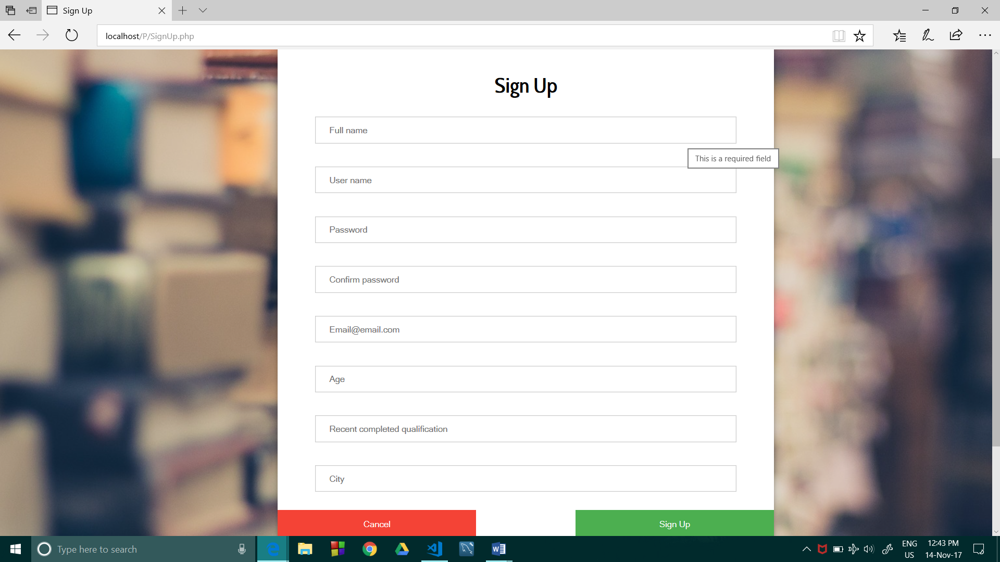 Sign Up
localhost/P/SignUp.php
Sign Up
Full name
This is a required field
User name
Password
Confirm password
Email@email.com
Age
Recent completed qualification
City
Cancel
Sign Up
Type here to search
ENG
US
12:43 PM
14-Nov-17